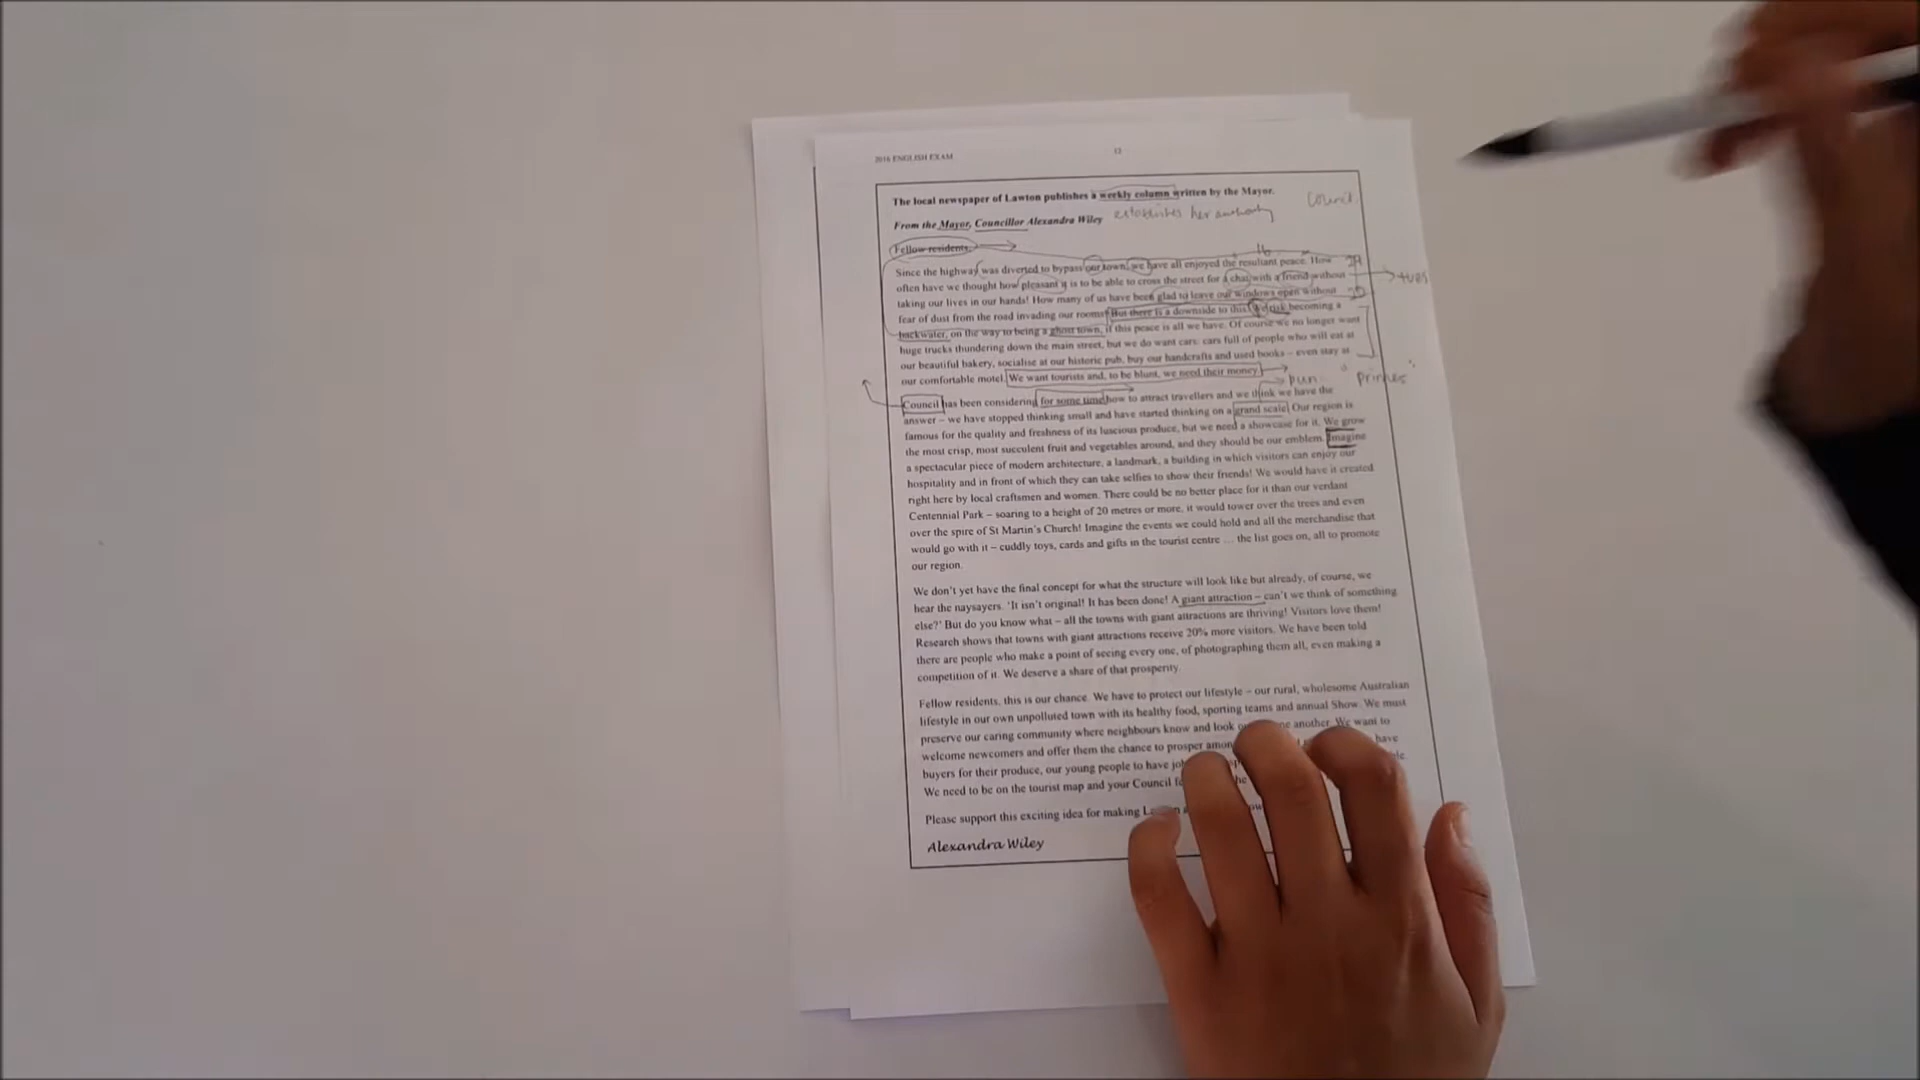 2016 ENGLISH EXAM
12
The local newspaper of Lawton publishes a weekly column written by the Mayor.
Council
From the Mayor, Councillor Alexandra Wiley establishes her authority
Fellow residents,
Since the highway was diverted to bypass our town, we have all enjoyed the resultant peace. How
often have we thought how pleasant it is to be able to cross the street for a chat with a friend without
taking our lives in our hands! How many of us have been glad to leave our windows open without
fear of dust from the road invading our rooms! But there is a downside to this. We risk becoming a
backwater, on the way to being a ghost town, if this peace is all we have. Of course we no longer want
huge trucks thundering down the main street, but we do want cars: cars full of people who will eat at
our beautiful bakery, socialise at our historic pub, buy our handcrafts and used books – even stay at
our comfortable motel. We want tourists and, to be blunt, we need their money.
pun
Council has been considering for some time how to attract travellers and we think we have the
answer – we have stopped thinking small and have started thinking on a grand scale. Our region is
famous for the quality and freshness of its luscious produce, but we need a showcase for it. We grow
the most crisp, most succulent fruit and vegetables around, and they should be our emblem. Imagine
a spectacular piece of modern architecture, a landmark, a building in which visitors can enjoy our
hospitality and in front of which they can take selfies to show their friends! We would have it created
right here by local craftsmen and women. There could be no better place for it than our verdant
Centennial Park – soaring to a height of 20 metres or more, it would tower over the trees and even
over the spire of St Martin's Church! Imagine the events we could hold and all the merchandise that
would go with it – cuddly toys, cards and gifts in the tourist centre ... the list goes on, all to promote
our region.
We don't yet have the final concept for what the structure will look like but already, of course, we
hear the naysayers. 'It isn't original! It has been done! A giant attraction – can't we think of something
else?' But do you know what – all the towns with giant attractions are thriving! Visitors love them!
Research shows that towns with giant attractions receive 20% more visitors. We have been told
there are people who make a point of seeing every one, of photographing them all, even making a
competition of it. We deserve a share of that prosperity.
Fellow residents, this is our chance. We have to protect our lifestyle – our rural, wholesome Australian
lifestyle in our own unpolluted town with its healthy food, sporting teams and annual Show. We must
preserve our caring community where neighbours know and look one another. We want to
welcome newcomers and offer them the chance to prosper have
buyers for their produce, our young people to have
We need to be on the tourist map and your Council
Please support this exciting idea for making
Alexandra Wiley